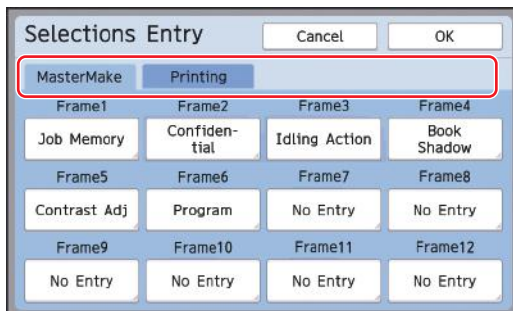 Selections Entry Cancel OK
MasterMake Printing
Frame1 Frame2 Frame3 Frame4
Job Memory Confiden-
tial Idling Action Book
Shadow
Frame5 Frame6 Frame7 Frame8
Contrast Adj Program No Entry No Entry
Frame9 Frame10 Frame11 Frame12
No Entry No Entry No Entry No Entry